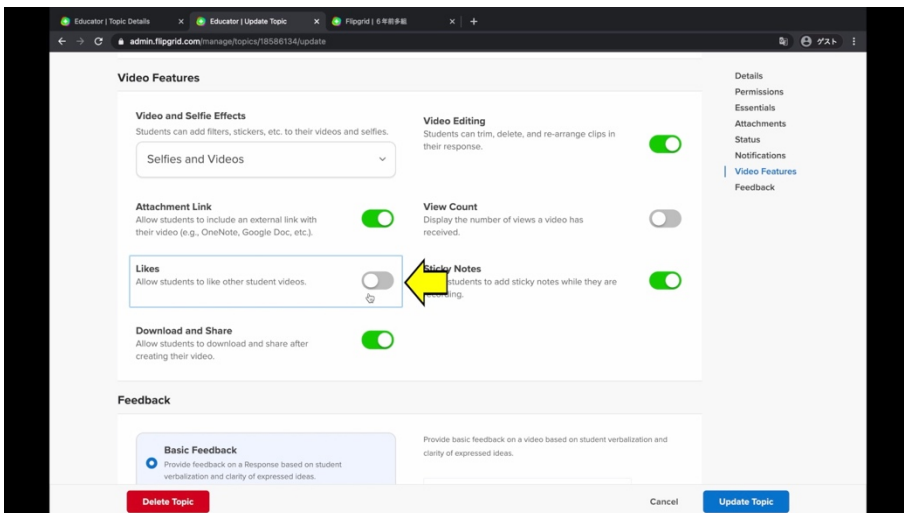 Educator | Topic Details
Educator | Update Topic
Flipgrid | 6年前多組
admin.flipgrid.com/manage/topics/18586134/update
ゲスト
Video Features
Video and Selfie Effects
Students can add filters, stickers, etc. to their videos and selfies.
Selfies and Videos
Video Editing
Students can trim, delete, and re-arrange clips in
their response.
Attachment Link
Allow students to include an external link with
their video (e.g., OneNote, Google Doc, etc.).
View Count
Display the number of views a video has
received.
Likes
Allow students to like other student videos.
Sticky Notes
students to add sticky notes while they are
recording.
Download and Share
Allow students to download and share after
creating their video.
Feedback
Basic Feedback
Provide feedback on a Response based on student
verbalization and clarity of expressed ideas.
Provide basic feedback on a video based on student verbalization and
clarity of expressed ideas.
Details
Permissions
Essentials
Attachments
Status
Notifications
Video Features
Feedback
Delete Topic
Cancel
Update Topic